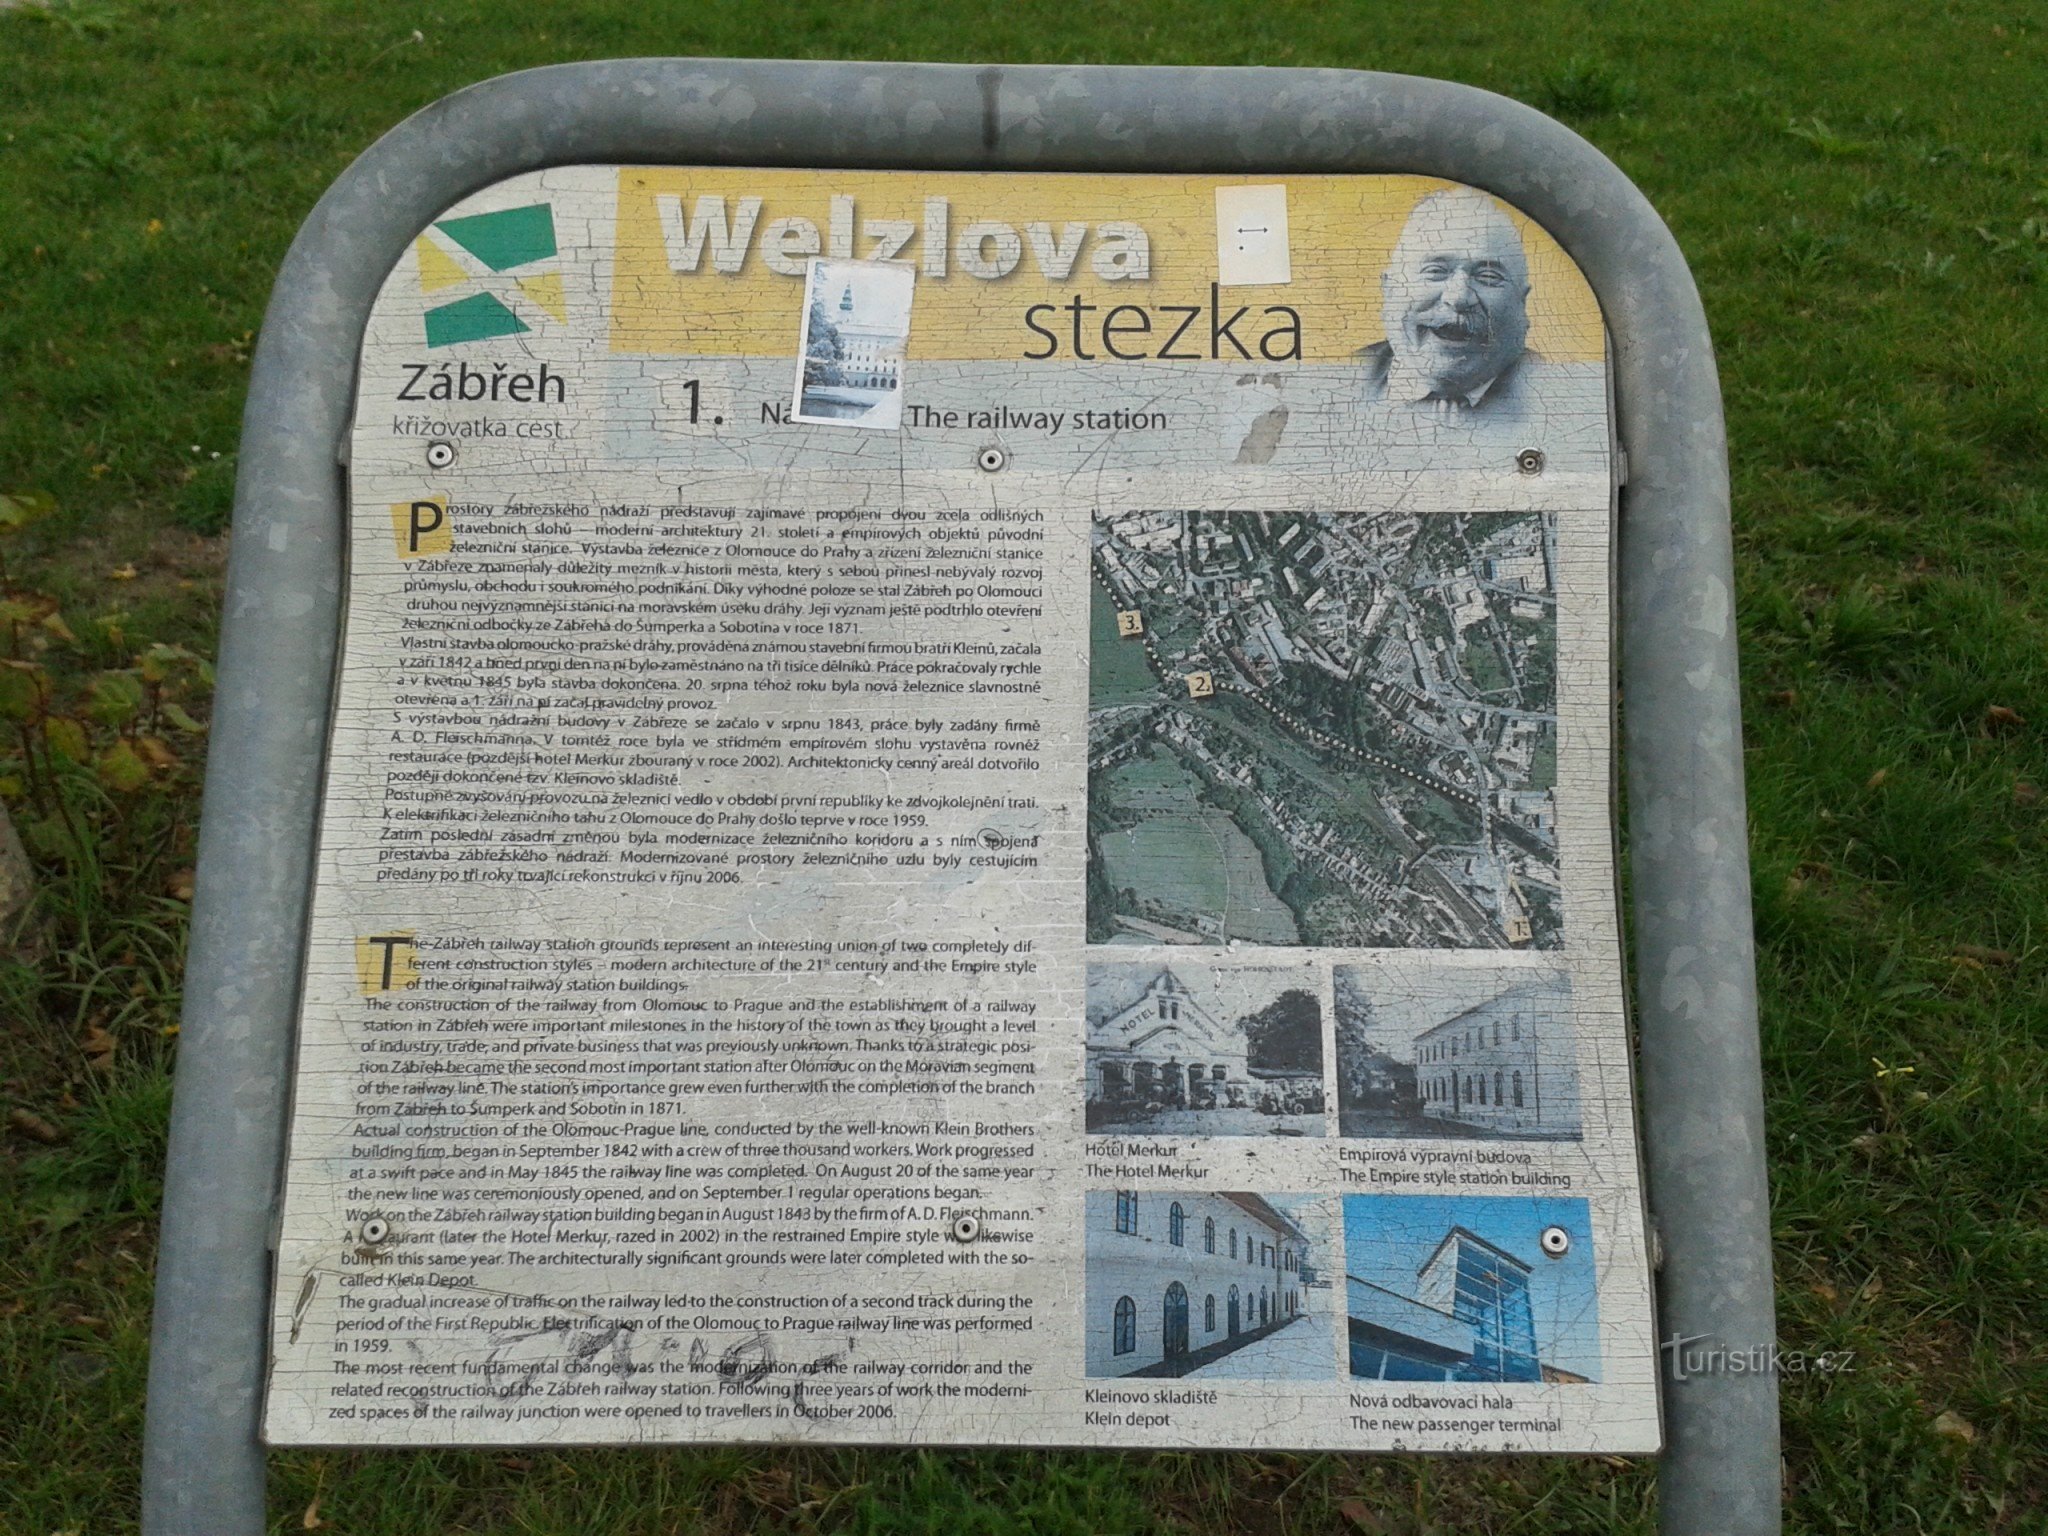 Welzlova
stezka
Zábřeh
křižovatka cest
1. The railway station
Prostory zábřežského nádraží představují zajímavé propojení dvou zcela odlišných
stavebních slohů – moderní architektury 21. století a empírových objektů původní
železniční stanice. Výstavba železnice z Olomouce do Prahy a zřízení železniční stanice
v Zábřeze znamenaly důležitý mezník v historii města, který s sebou přinesl nebývalý rozvoj
průmyslu, obchodu i soukromého podnikání. Díky výhodné poloze se stal Zábřeh po Olomouci
druhou nejvýznamnější stanicí na moravském úseku dráhy. Její význam ještě podtrhlo otevření
železniční odbočky ze Zábřeha do Šumperka a Sobotína v roce 1871.
Vlastní stavba olomoucko-pražské dráhy, prováděná známou stavební firmou bratří Kleinů, začala
v září 1842 a hned první den na ní bylo zaměstnáno na tři tisíce dělníků. Práce pokračovaly rychle
a v květnu 1845 byla stavba dokončena. 20. srpna téhož roku byla nová železnice slavnostně
otevřena a 1. září na ní začal pravidelný provoz.
S výstavbou nádražní budovy v Zábřeze se začalo v srpnu 1843, práce byly zadány firmě
A. D. Fleischmanna. V tomtéž roce byla ve střídmém empírovém slohu vystavěna rovněž
restaurace (pozdější hotel Merkur zbouraný v roce 2002). Architektonicky cenný areál dotvořilo
později dokončené tzv. Kleinovo skladiště.
Postupné zvyšování provozu na železnici vedlo v období první republiky ke zdvojkolejnění trati.
K elektrifikaci železničního tahu z Olomouce do Prahy došlo teprve v roce 1959.
Zatím poslední zásadní změnou byla modernizace železničního koridoru a s ním spojená
přestavba zábřežského nádraží. Modernizované prostory železničního uzlu byly cestujícím
předány po tři roky trvající rekonstrukci v říjnu 2006.
The Zábřeh railway station grounds represent an interesting union of two completely dif-
ferent construction styles – modern architecture of the 21st century and the Empire style
of the original railway station buildings.
The construction of the railway from Olomouc to Prague and the establishment of a railway
station in Zábřeh were important milestones in the history of the town as they brought a level
of industry, trade, and private business that was previously unknown. Thanks to a strategic posi-
tion Zábřeh became the second most important station after Olomouc on the Moravian segment
of the railway line. The station's importance grew even further with the completion of the branch
from Zábřeh to Šumperk and Sobotín in 1871.
Actual construction of the Olomouc-Prague line, conducted by the well-known Klein Brothers
building firm, began in September 1842 with a crew of three thousand workers. Work progressed
at a swift pace and in May 1845 the railway line was completed. On August 20 of the same year
the new line was ceremoniously opened, and on September 1 regular operations began.
Work on the Zábřeh railway station building began in August 1843 by the firm of A. D. Fleischmann.
A restaurant (later the Hotel Merkur, razed in 2002) in the restrained Empire style was likewise
built in this same year. The architecturally significant grounds were later completed with the so-
called Klein Depot.
The gradual increase of traffic on the railway led to the construction of a second track during the
period of the First Republic. Electrification of the Olomouc to Prague railway line was performed
in 1959.
The most recent fundamental change was the modernization of the railway corridor and the
related reconstruction of the Zábřeh railway station. Following three years of work the moderni-
zed spaces of the railway junction were opened to travellers in October 2006.
3.
2.
1.
HOTEL MERKUR
Hotel Merkur
The Hotel Merkur
Empírová výpravní budova
The Empire style station building
Kleinovo skladiště
Klein depot
Nová odbavovací hala
The new passenger terminal
Turistika.cz